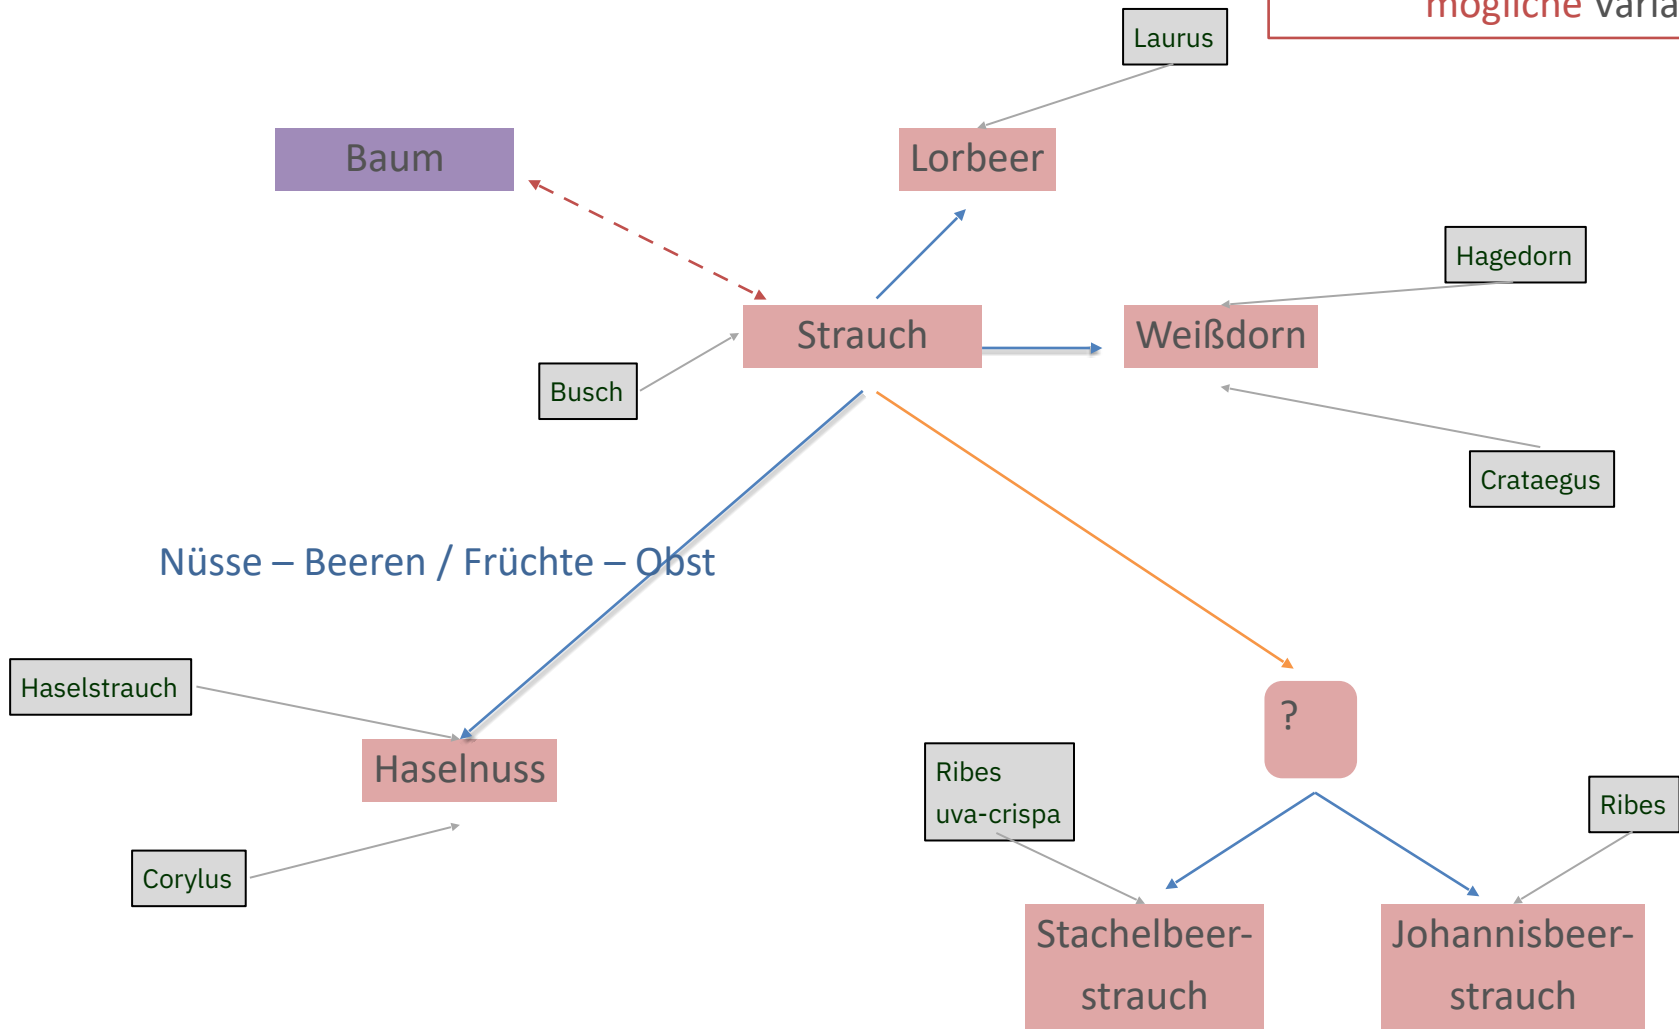 mögliche
Laurus
Baum
Lorbeer
Hagedorn
Strauch
Weißdorn
Busch
Crataegus
Nüsse – Beeren / Früchte – Obst
Haselstrauch
?
Haselnuss
Ribes
uva-crispa
Ribes
Corylus
Stachelbeer-
strauch
Johannisbeer-
strauch